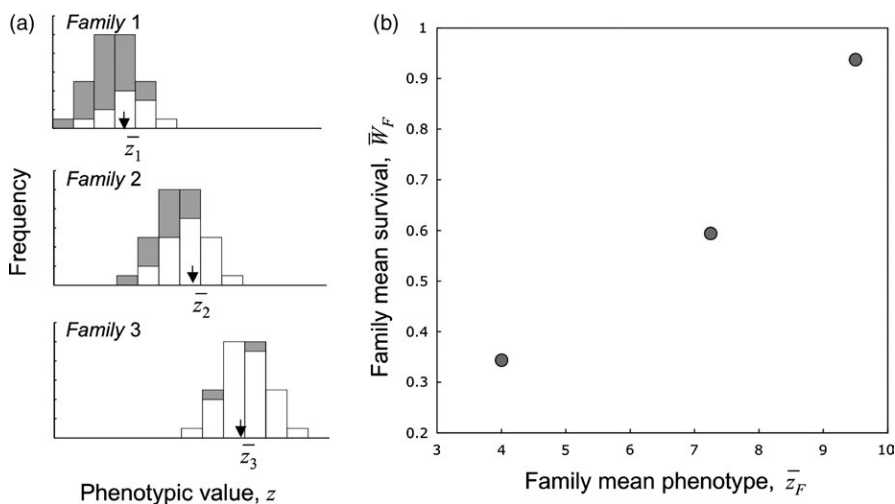 (a)
Family 1
z̄₁
Family 2
z̄₂
Family 3
z̄₃
Frequency
Phenotypic value, z
(b)
Family mean survival, W̄_F
1
0.9
0.8
0.7
0.6
0.5
0.4
0.3
0.2
3 4 5 6 7 8 9 10
Family mean phenotype, z̄_F